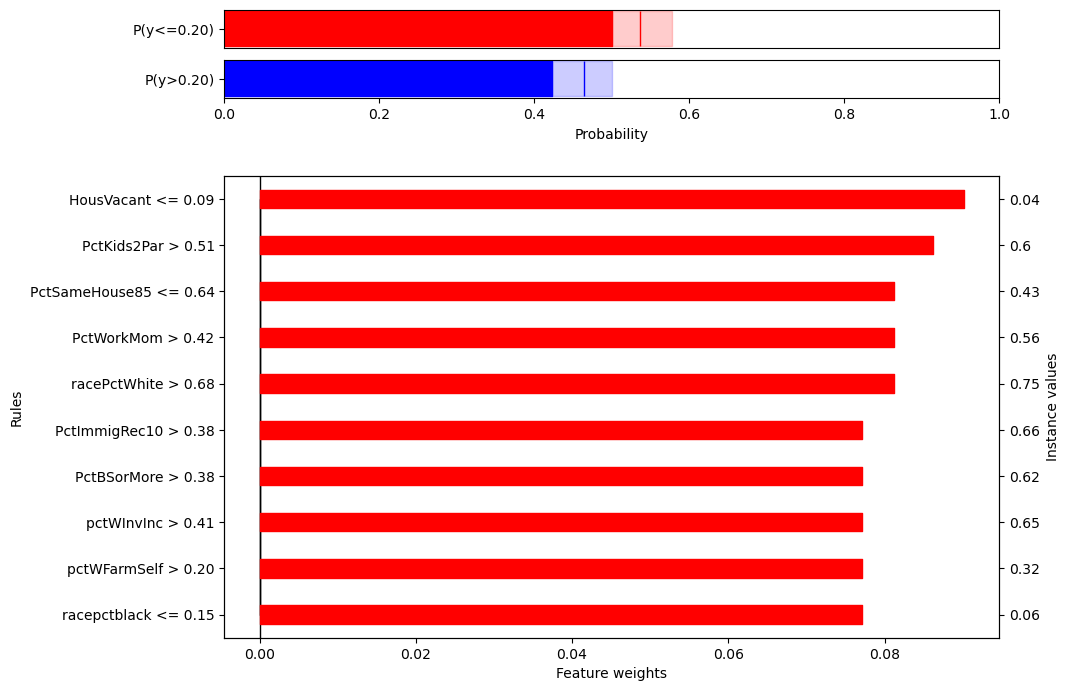 P(y<=0.20)
P(y>0.20)
0.0 0.2 0.4 0.6 0.8 1.0
Probability
HousVacant <= 0.09 0.04
PctKids2Par > 0.51 0.6
PctSameHouse85 <= 0.64 0.43
PctWorkMom > 0.42 0.56
racePctWhite > 0.68 0.75
PctImmigRec10 > 0.38 0.66
PctBSorMore > 0.38 0.62
pctWInvInc > 0.41 0.65
pctWFarmSelf > 0.20 0.32
racepctblack <= 0.15 0.06
Rules
Instance values
0.00 0.02 0.04 0.06 0.08
Feature weights